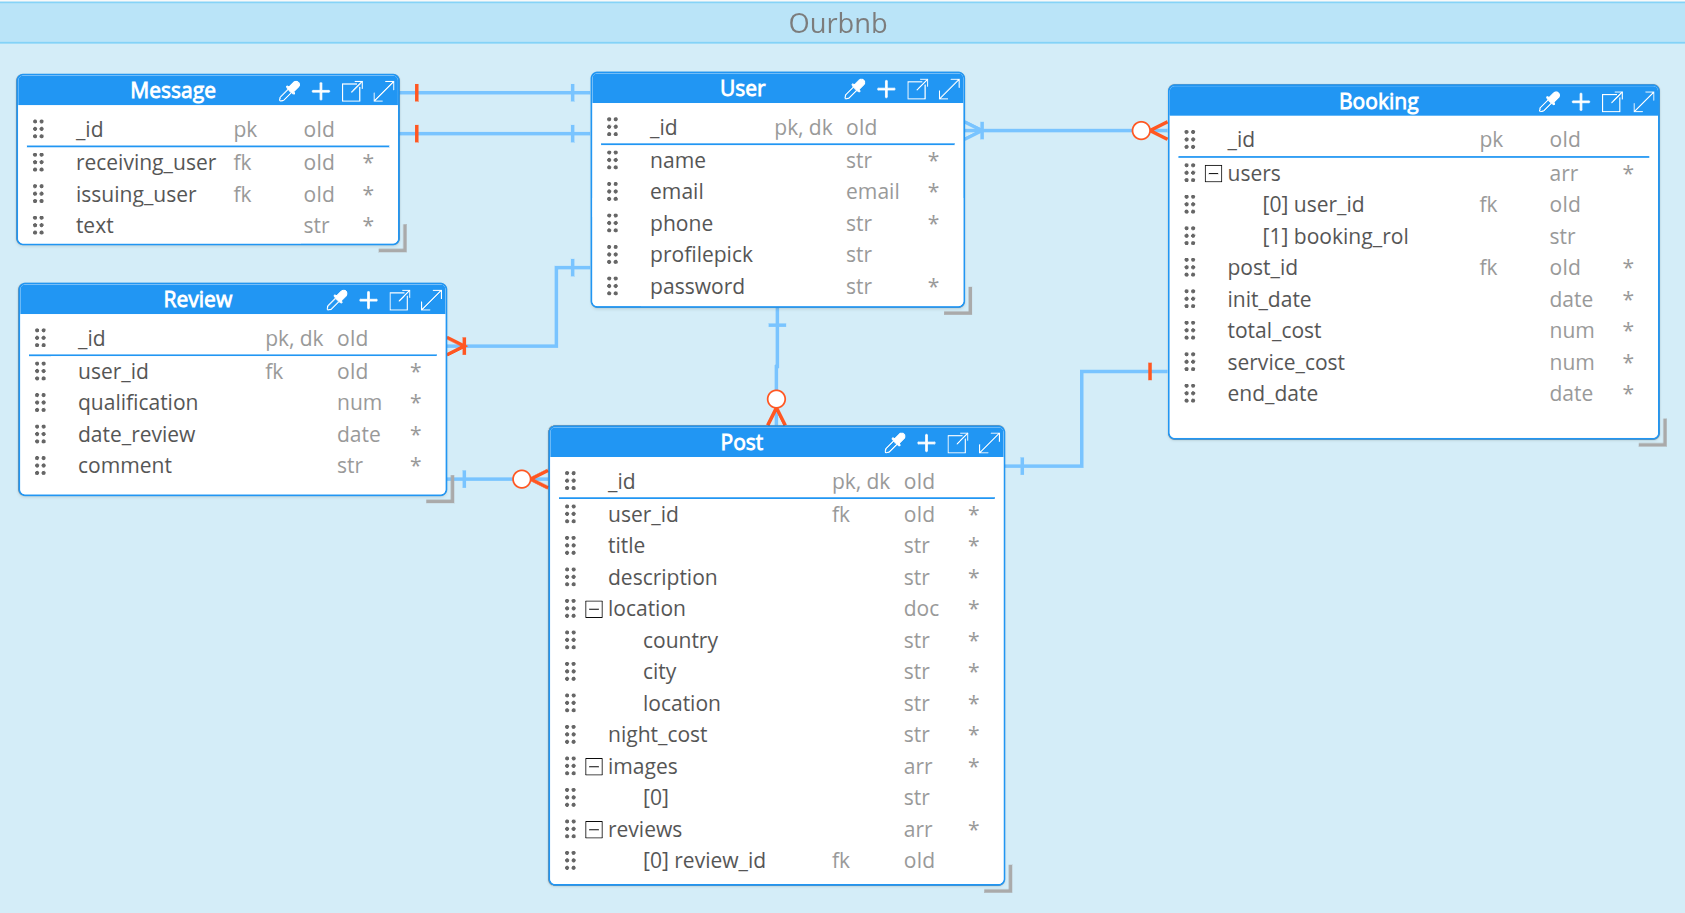 Ourbnb
Message
_id pk old
receiving_user fk old *
issuing_user fk old *
text str *
User
_id pk, dk old
name str *
email email *
phone str *
profilepick str
password str *
Booking
_id pk old
users arr *
[0] user_id fk old
[1] booking_rol str
post_id fk old *
init_date date *
total_cost num *
service_cost num *
end_date date *
Review
_id pk, dk old
user_id fk old *
qualification num *
date_review date *
comment str *
Post
_id pk, dk old
user_id fk old *
title str *
description str *
location doc *
country str *
city str *
location str *
night_cost str *
images arr *
[0] str
reviews arr *
[0] review_id fk old